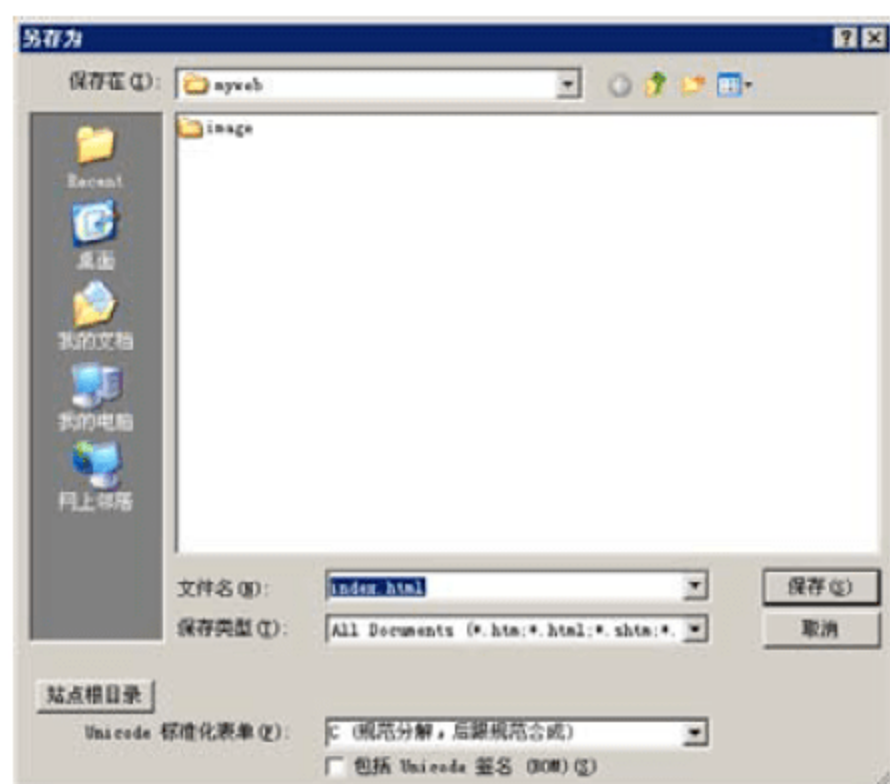 另存为
保存在(I):
myweb
image
Recent
桌面
我的文档
我的电脑
网上邻居
文件名(N):
index.html
保存(S)
保存类型(T):
All Documents (*.htm;*.html;*.shtm;*.
取消
站点根目录
Unicode 标准化表单(F):
C (规范分解，后跟规范合成)
包括 Unicode 签名 (BOM)(S)